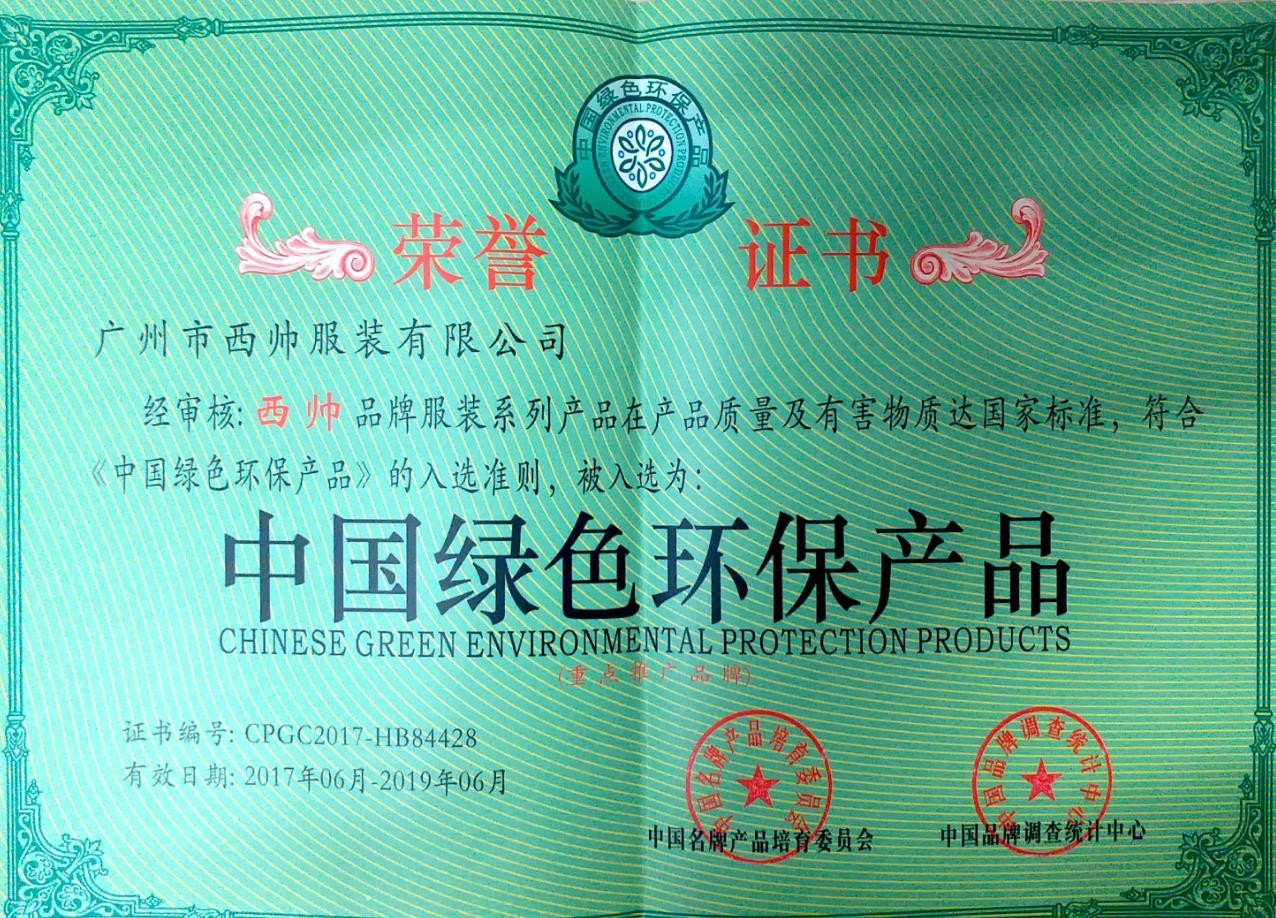 中国绿色环保产品
GREEN ENVIRONMENTAL PROTECTION PRODUCTS
荣誉 证书
广州市西帅服装有限公司
经审核: 西帅 品牌服装系列产品在产品质量及有害物质达国家标准，符合
《中国绿色环保产品》的入选准则，被入选为：
中国绿色环保产品
CHINESE GREEN ENVIRONMENTAL PROTECTION PRODUCTS
(重点推广品牌)
证书编号: CPGC2017-HB84428
有效日期: 2017年06月-2019年06月
中国名牌产品培育委员会
中国品牌调查统计中心
中国名牌产品培育委员会
中国品牌调查统计中心